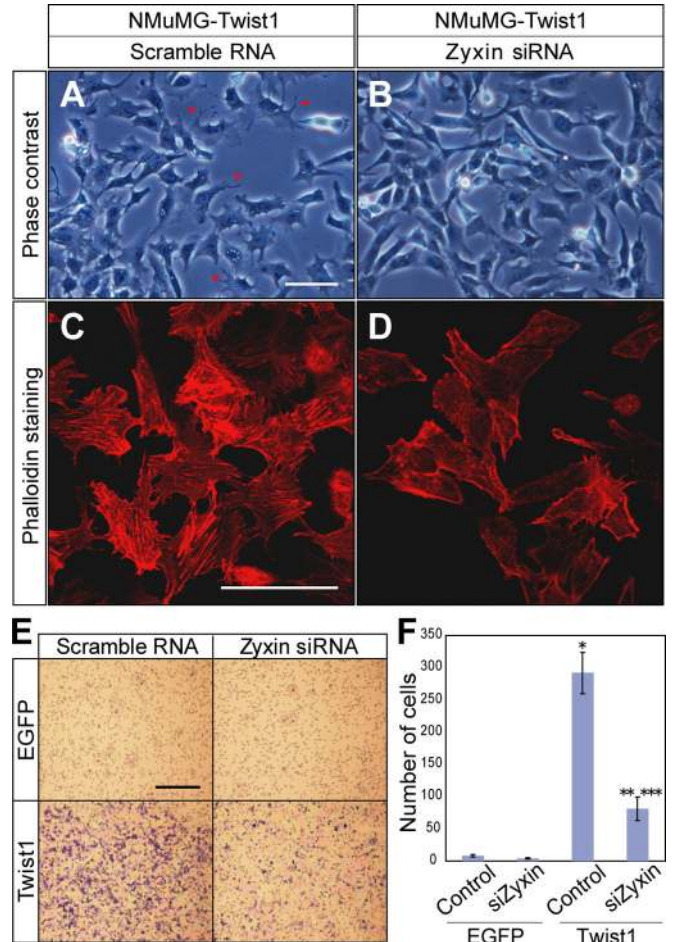 NMuMG-Twist1
NMuMG-Twist1
Scramble RNA
Zyxin siRNA
Phase contrast
A
B
Phalloidin staining
C
D
E
Scramble RNA
Zyxin siRNA
EGFP
Twist1
F
Number of cells
350
300
250
200
150
100
50
0
*
**,***
Control
siZyxin
Control
siZyxin
EGFP
Twist1